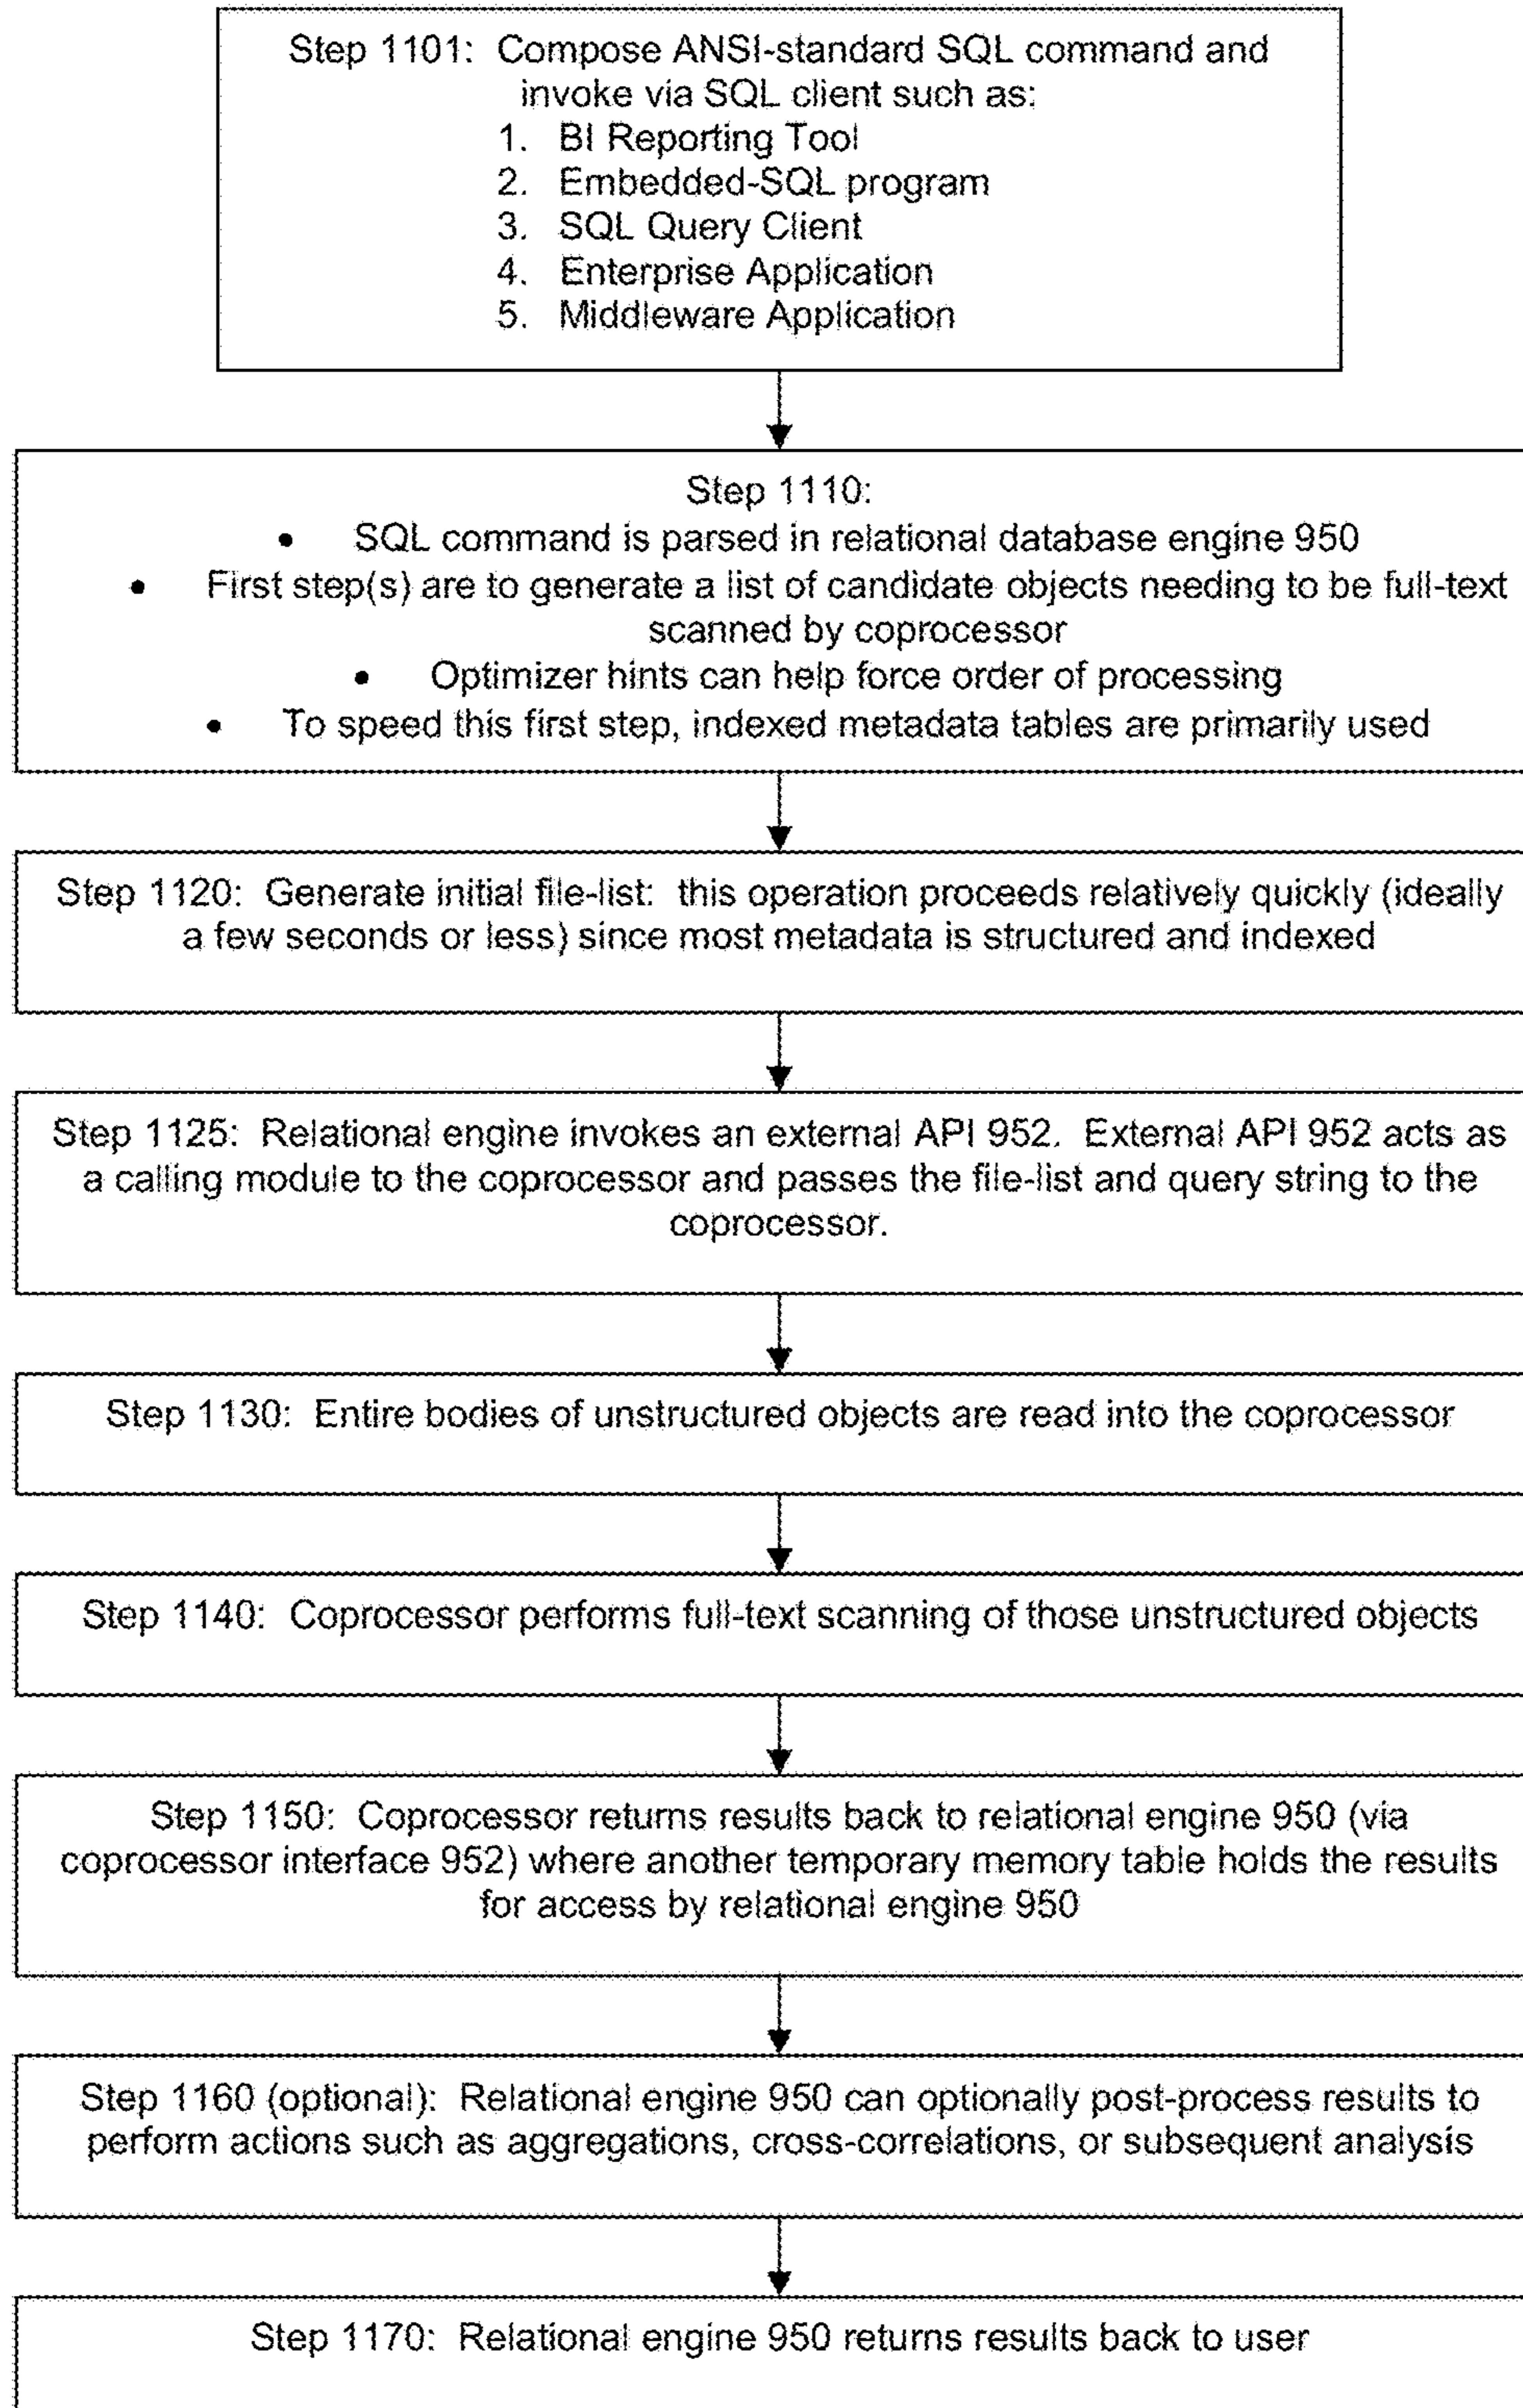 Step 1101: Compose ANSI-standard SQL command and
invoke via SQL client such as:
1. BI Reporting Tool
2. Embedded-SQL program
3. SQL Query Client
4. Enterprise Application
5. Middleware Application
Step 1110:
• SQL command is parsed in relational database engine 950
• First step(s) are to generate a list of candidate objects needing to be full-text
scanned by coprocessor
• Optimizer hints can help force order of processing
• To speed this first step, indexed metadata tables are primarily used
Step 1120: Generate initial file-list: this operation proceeds relatively quickly (ideally
a few seconds or less) since most metadata is structured and indexed
Step 1125: Relational engine invokes an external API 952. External API 952 acts as
a calling module to the coprocessor and passes the file-list and query string to the
coprocessor.
Step 1130: Entire bodies of unstructured objects are read into the coprocessor
Step 1140: Coprocessor performs full-text scanning of those unstructured objects
Step 1150: Coprocessor returns results back to relational engine 950 (via
coprocessor interface 952) where another temporary memory table holds the results
for access by relational engine 950
Step 1160 (optional): Relational engine 950 can optionally post-process results to
perform actions such as aggregations, cross-correlations, or subsequent analysis
Step 1170: Relational engine 950 returns results back to user